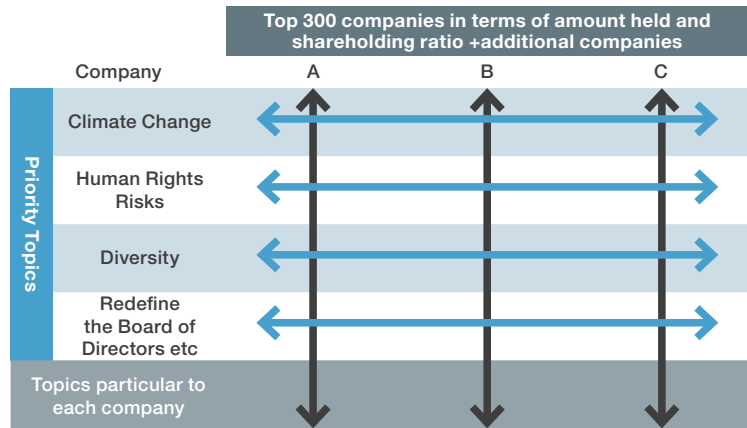 Top 300 companies in terms of amount held and
shareholding ratio +additional companies
Company
A
B
C
Priority Topics
Climate Change
Human Rights
Risks
Diversity
Redefine
the Board of
Directors etc
Topics particular to
each company